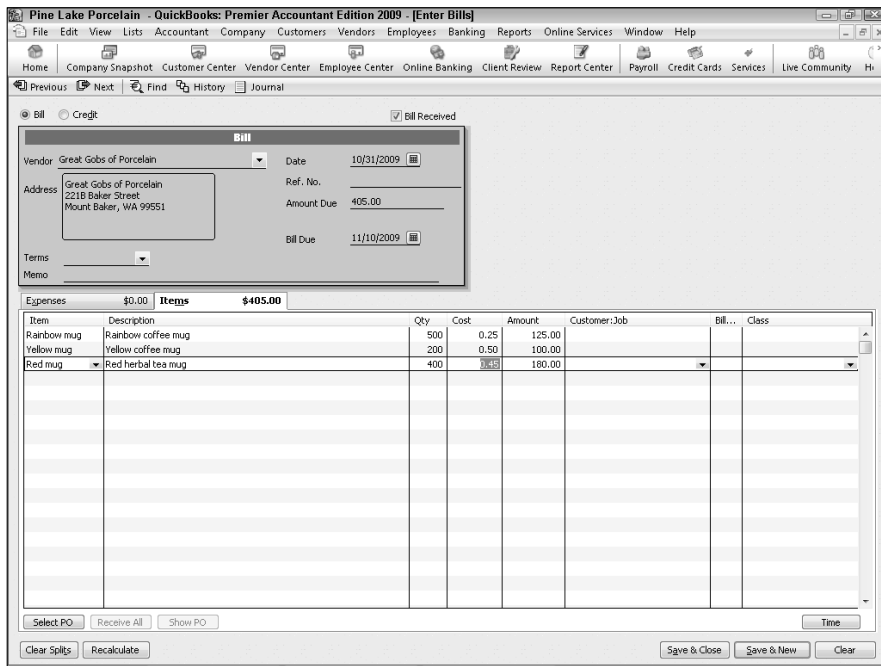 Pine Lake Porcelain - QuickBooks: Premier Accountant Edition 2009 - [Enter Bills]
File Edit View Lists Accountant Company Customers Vendors Employees Banking Reports Online Services Window Help
Home Company Snapshot Customer Center Vendor Center Employee Center Online Banking Client Review Report Center Payroll Credit Cards Services Live Community
Previous Next Find History Journal
Bill Credit Bill Received
Bill
Vendor Great Gobs of Porcelain Date 10/31/2009
Address Great Gobs of Porcelain Ref. No.
221B Baker Street
Mount Baker, WA 99551 Amount Due 405.00
Bill Due 11/10/2009
Terms
Memo
Expenses $0.00 Items $405.00
Item Description Qty Cost Amount Customer:Job Bill... Class
Rainbow mug Rainbow coffee mug 500 0.25 125.00
Yellow mug Yellow coffee mug 200 0.50 100.00
Red mug Red herbal tea mug 400 0.45 180.00
Select PO Receive All Show PO Time
Clear Splits Recalculate Save & Close Save & New Clear